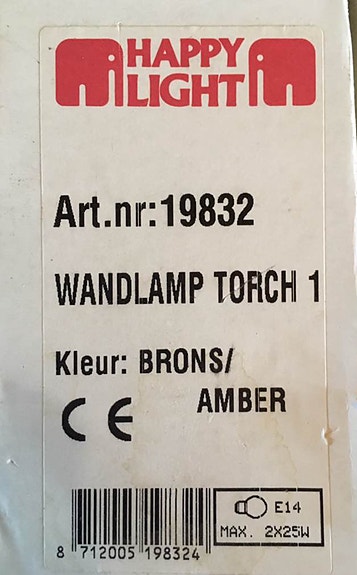 HAPPY
LIGHT
Art.nr:19832
WANDLAMP TORCH 1
Kleur: BRONS/
AMBER
CE
E14
MAX. 2X25W
8 712005 198324